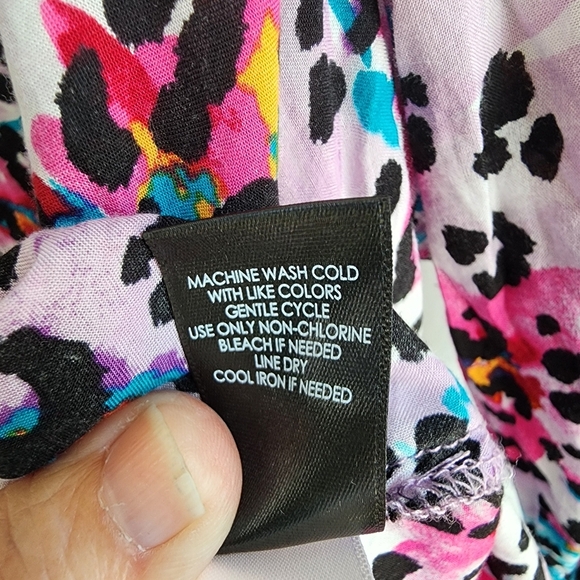 MACHINE WASH COLD
WITH LIKE COLORS
GENTLE CYCLE
USE ONLY NON-CHLORINE
BLEACH IF NEEDED
LINE DRY
COOL IRON IF NEEDED